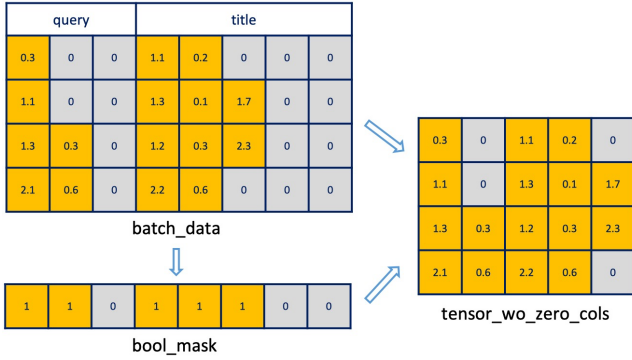 query title
0.3 0 0 1.1 0.2 0 0 0
1.1 0 0 1.3 0.1 1.7 0 0
1.3 0.3 0 1.2 0.3 2.3 0 0
2.1 0.6 0 2.2 0.6 0 0 0
batch_data
1 1 0 1 1 1 0 0
bool_mask
0.3 0 1.1 0.2 0
1.1 0 1.3 0.1 1.7
1.3 0.3 1.2 0.3 2.3
2.1 0.6 2.2 0.6 0
tensor_wo_zero_cols